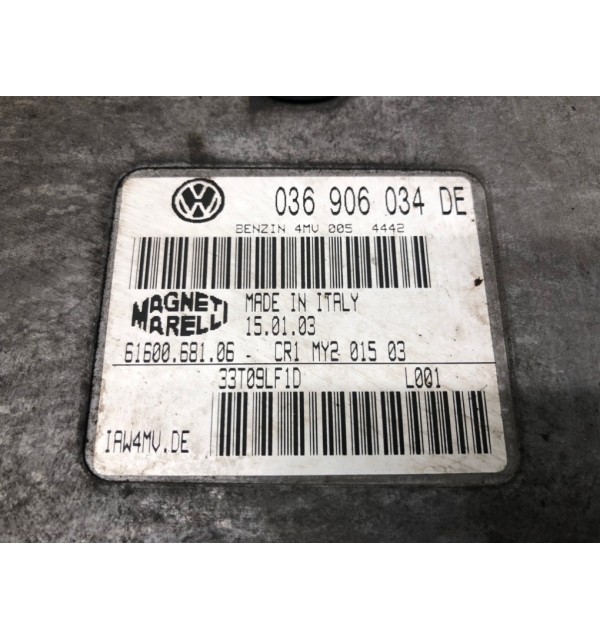 036 906 034 DE
BENZIN 4MV 005 4442
MAGNETI MARELLI
MADE IN ITALY
15.01.03
61600.681.06 - CR1 MY2 015 03
33T09LF1D L001
IAW4MV.DE